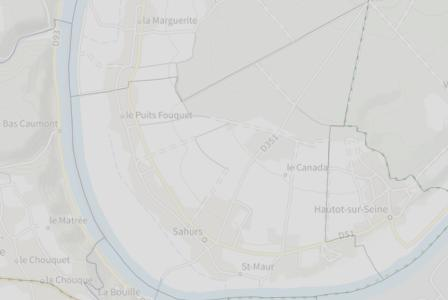 la Marguerite
D93
le Puits Fouquet
Bas Caumont
D351
le Canada
Hautot-sur-Seine
le Matrée
Sahurs
D51
le Chouquet
St-Maur
le Chouque
La Bouille